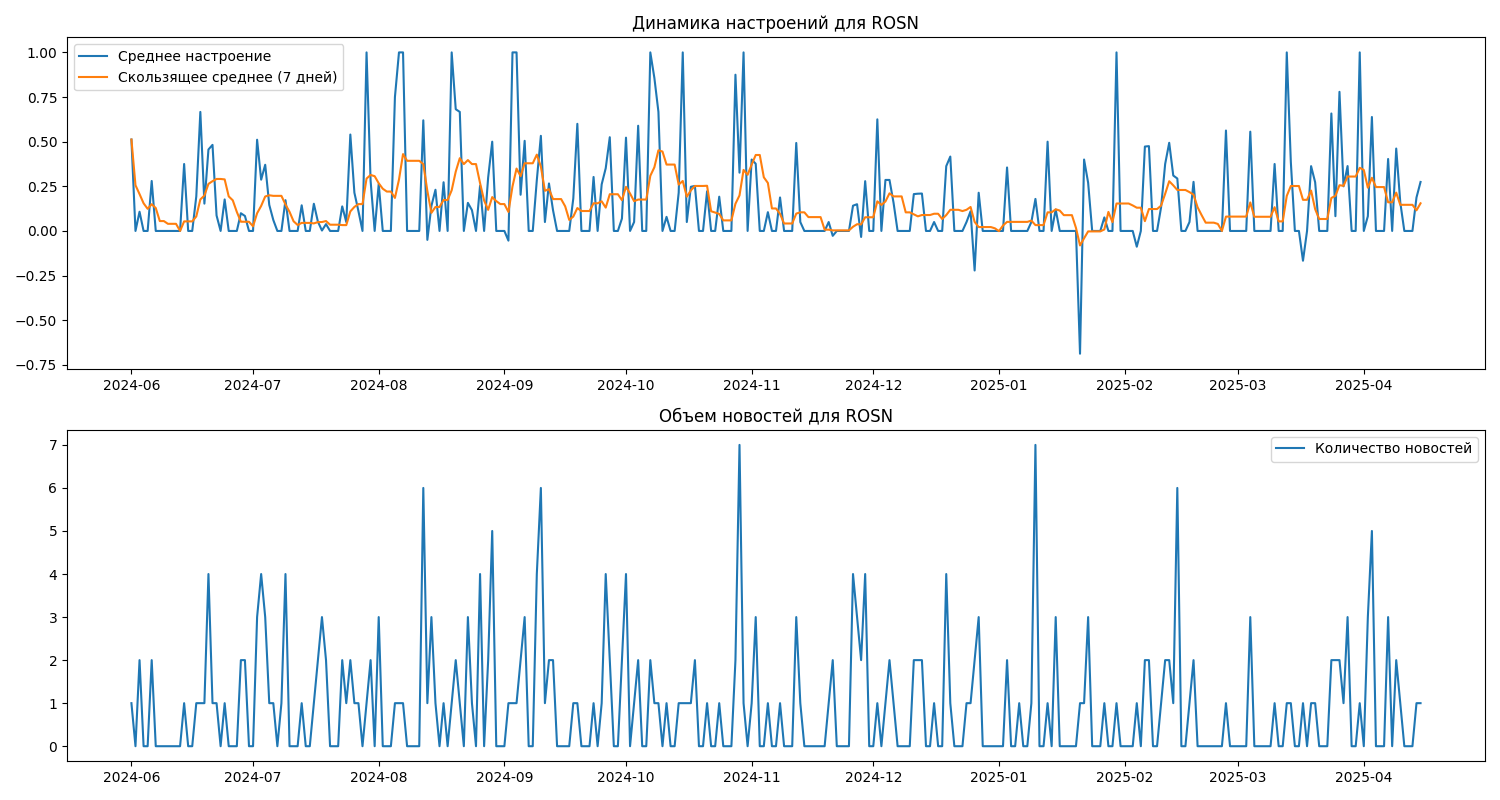 Динамика настроений для ROSN
Среднее настроение
Скользящее среднее (7 дней)
1.00
0.75
0.50
0.25
0.00
−0.25
−0.50
−0.75
2024-06 2024-07 2024-08 2024-09 2024-10 2024-11 2024-12 2025-01 2025-02 2025-03 2025-04
Объем новостей для ROSN
Количество новостей
7
6
5
4
3
2
1
0
2024-06 2024-07 2024-08 2024-09 2024-10 2024-11 2024-12 2025-01 2025-02 2025-03 2025-04